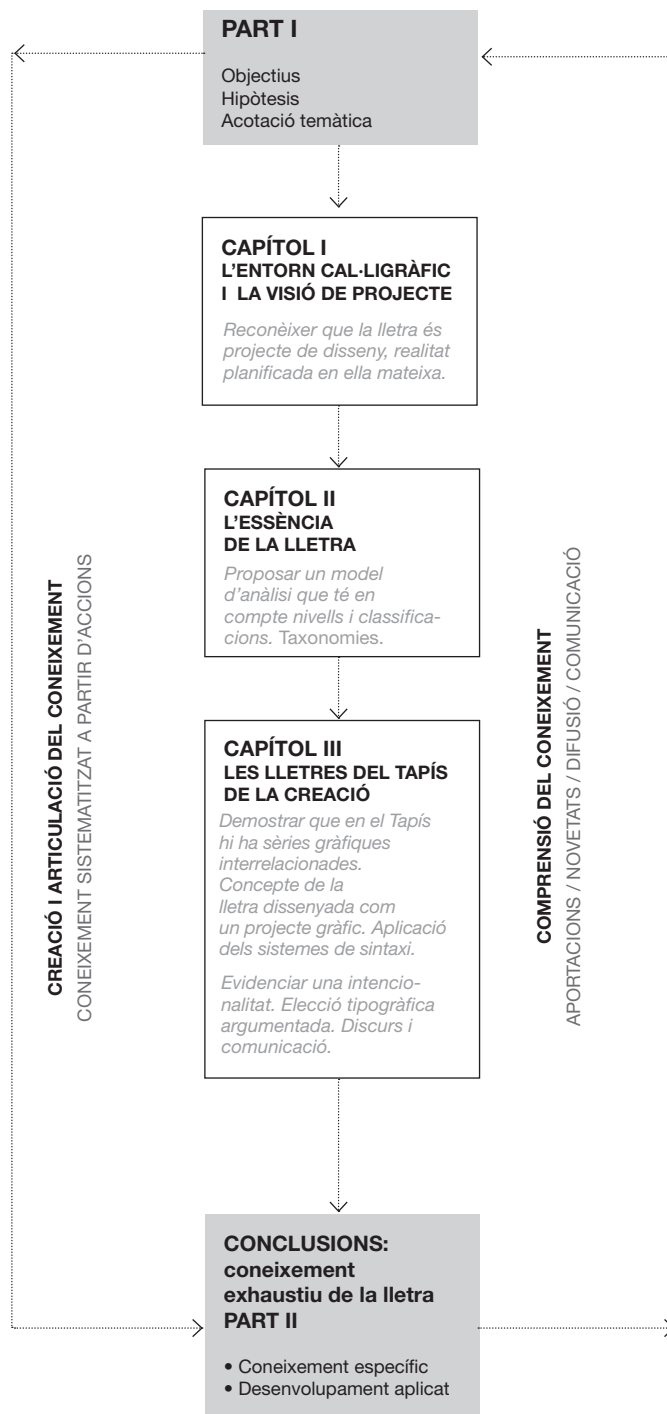 PART I
Objectius
Hipòtesis
Acotació temàtica
CAPÍTOL I
L'ENTORN CAL·LIGRÀFIC
I LA VISIÓ DE PROJECTE
Reconèixer que la lletra és
projecte de disseny, realitat
planificada en ella mateixa.
CAPÍTOL II
L'ESSÈNCIA
DE LA LLETRA
Proposar un model
d'anàlisi que té en
compte nivells i classifica-
cions. Taxonomies.
CAPÍTOL III
LES LLETRES DEL TAPÍS
DE LA CREACIÓ
Demostrar que en el Tapís
hi ha sèries gràfiques
interrelacionades.
Concepte de la
lletra dissenyada com
un projecte gràfic. Aplicació
dels sistemes de sintaxi.
Evidenciar una intencio-
nalitat. Elecció tipogràfica
argumentada. Discurs i
comunicació.
CREACIÓ I ARTICULACIÓ DEL CONEIXEMENT
CONEIXEMENT SISTEMATITZAT A PARTIR D'ACCIONS
COMPRENSIÓ DEL CONEIXEMENT
APORTACIONS / NOVETATS / DIFUSIÓ / COMUNICACIÓ
CONCLUSIONS:
coneixement
exhaustiu de la lletra
PART II
• Coneixement específic
• Desenvolupament aplicat